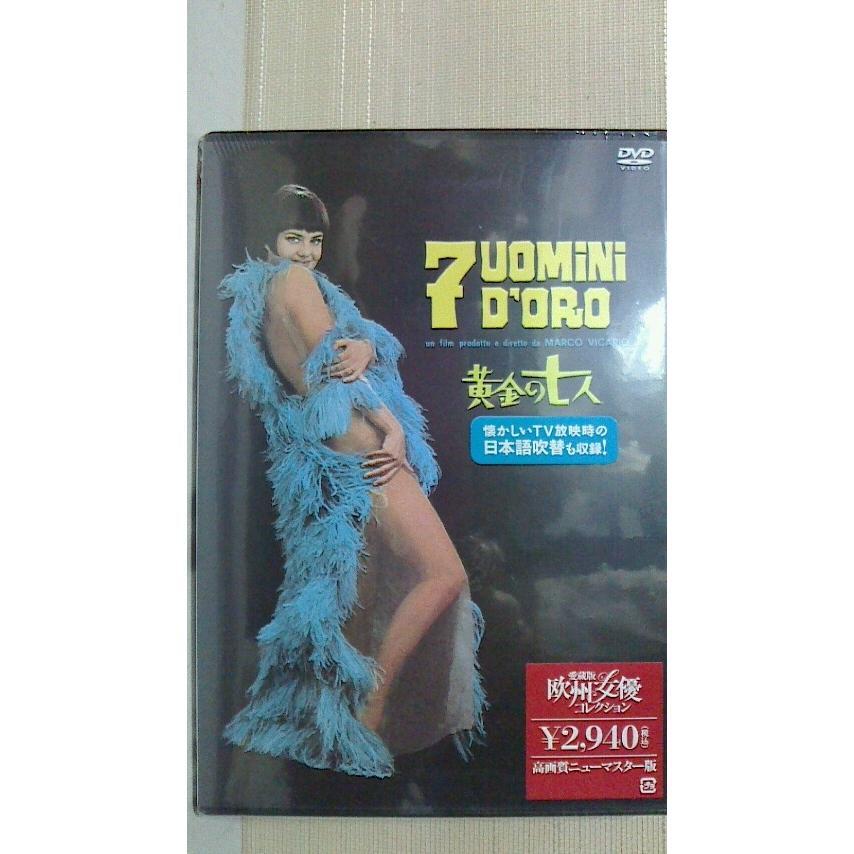 DVD
VIDEO
7 UOMiNi
D'ORO
un film prodotto e diretto da MARCO VICARIO
黄金の七人
懐かしいTV放映時の
日本語吹替も収録!
愛蔵版
欧州女優
コレクション
¥2,940(税込)
高画質ニューマスター版